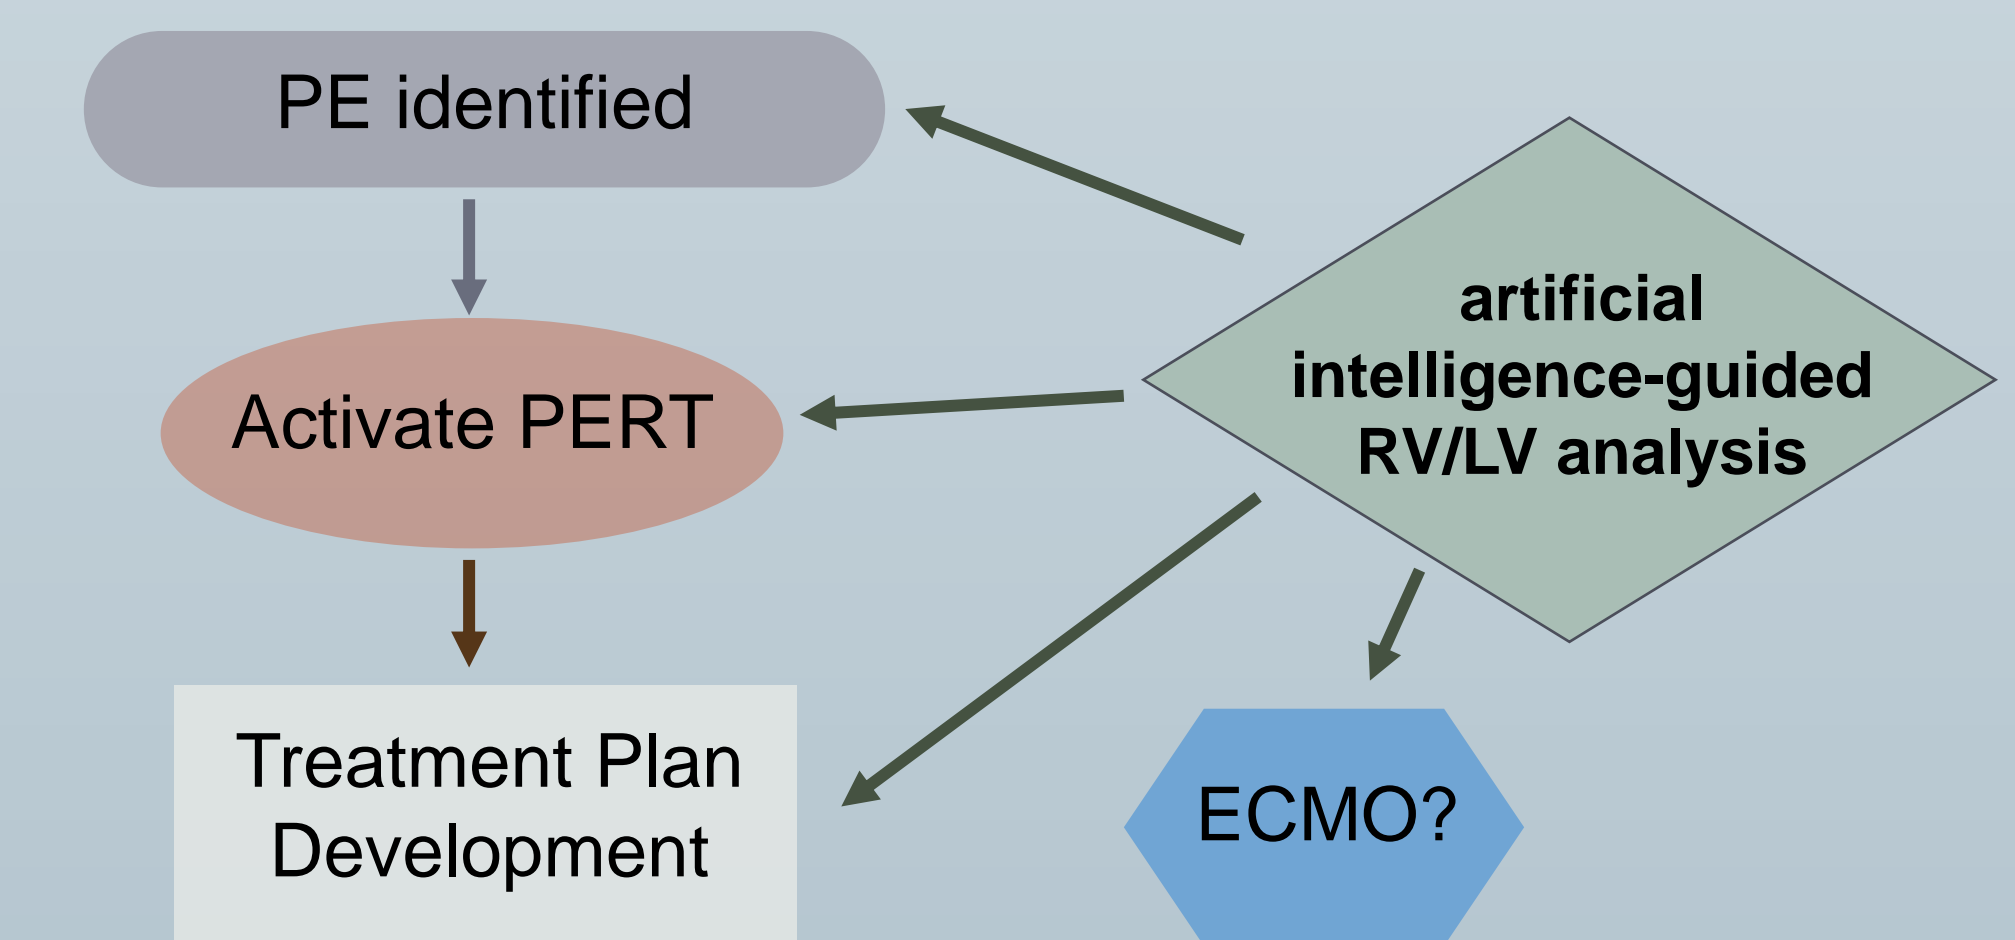 PE identified
Activate PERT
Treatment Plan
Development
artificial
intelligence-guided
RV/LV analysis
ECMO?